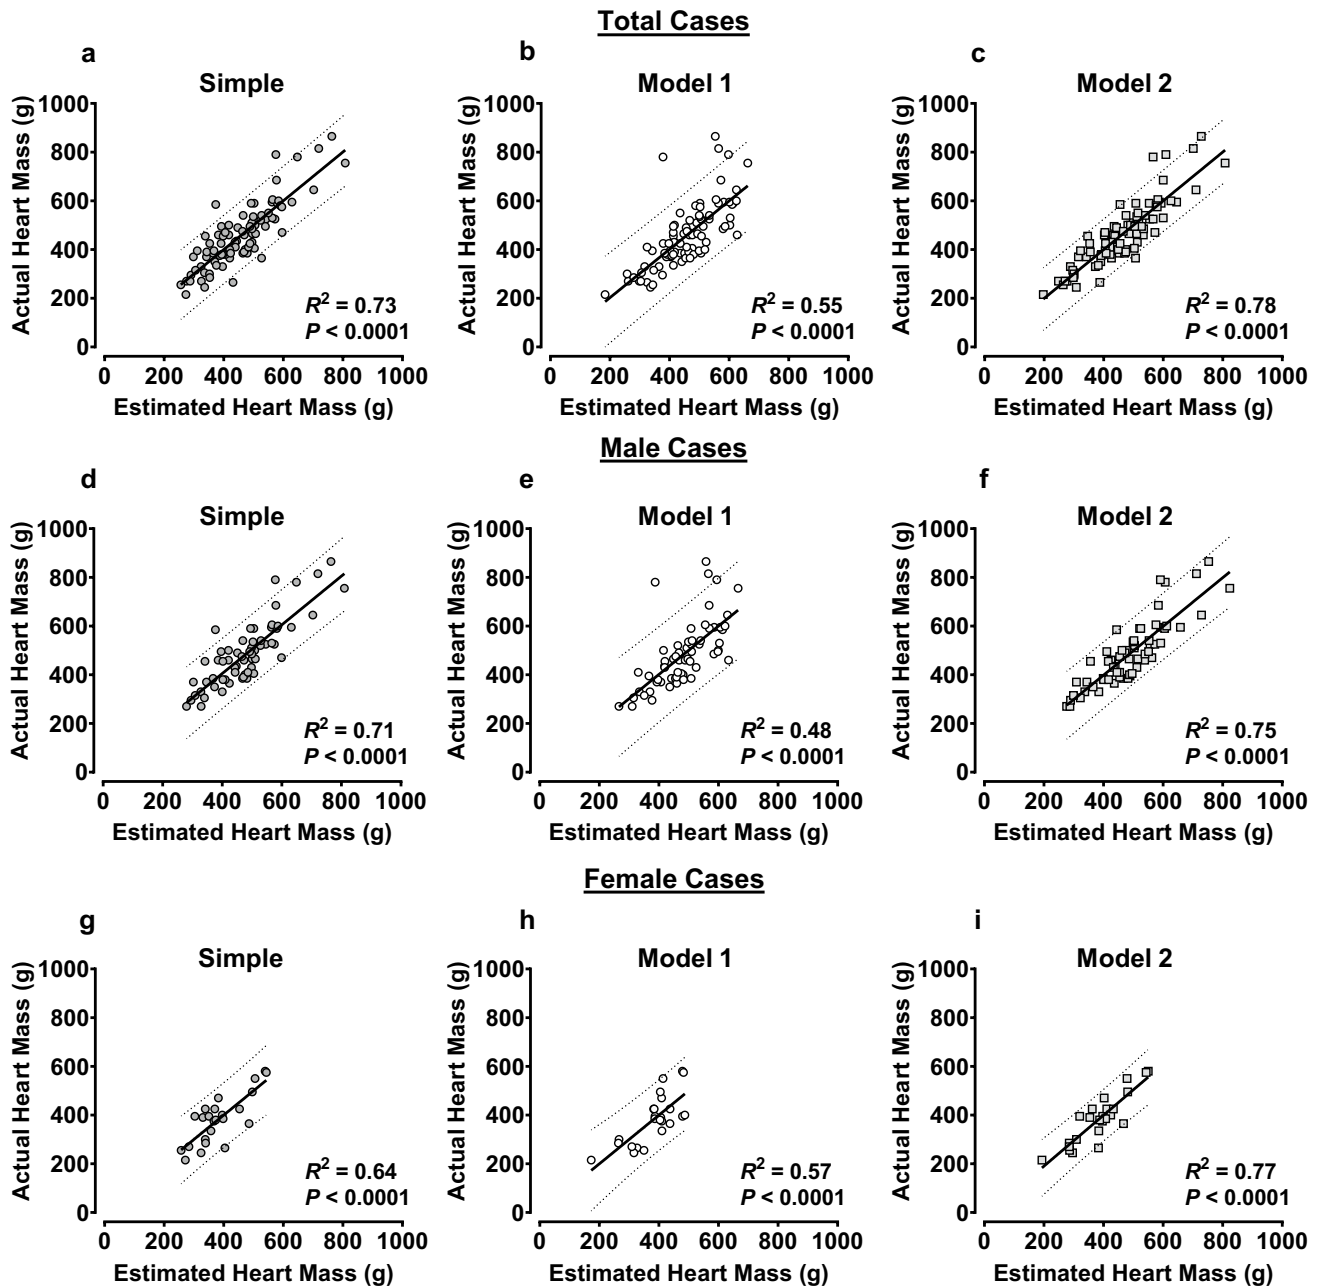 Total Cases
a
b
c
Simple
Model 1
Model 2
Actual Heart Mass (g)
1000
800
600
400
200
0
R² = 0.73
P < 0.0001
0 200 400 600 800 1000
Estimated Heart Mass (g)
Actual Heart Mass (g)
1000
800
600
400
200
0
R² = 0.55
P < 0.0001
0 200 400 600 800 1000
Estimated Heart Mass (g)
Actual Heart Mass (g)
1000
800
600
400
200
0
R² = 0.78
P < 0.0001
0 200 400 600 800 1000
Estimated Heart Mass (g)
Male Cases
d
e
f
Simple
Model 1
Model 2
Actual Heart Mass (g)
1000
800
600
400
200
0
R² = 0.71
P < 0.0001
0 200 400 600 800 1000
Estimated Heart Mass (g)
Actual Heart Mass (g)
1000
800
600
400
200
0
R² = 0.48
P < 0.0001
0 200 400 600 800 1000
Estimated Heart Mass (g)
Actual Heart Mass (g)
1000
800
600
400
200
0
R² = 0.75
P < 0.0001
0 200 400 600 800 1000
Estimated Heart Mass (g)
Female Cases
g
h
i
Simple
Model 1
Model 2
Actual Heart Mass (g)
1000
800
600
400
200
0
R² = 0.64
P < 0.0001
0 200 400 600 800 1000
Estimated Heart Mass (g)
Actual Heart Mass (g)
1000
800
600
400
200
0
R² = 0.57
P < 0.0001
0 200 400 600 800 1000
Estimated Heart Mass (g)
Actual Heart Mass (g)
1000
800
600
400
200
0
R² = 0.77
P < 0.0001
0 200 400 600 800 1000
Estimated Heart Mass (g)